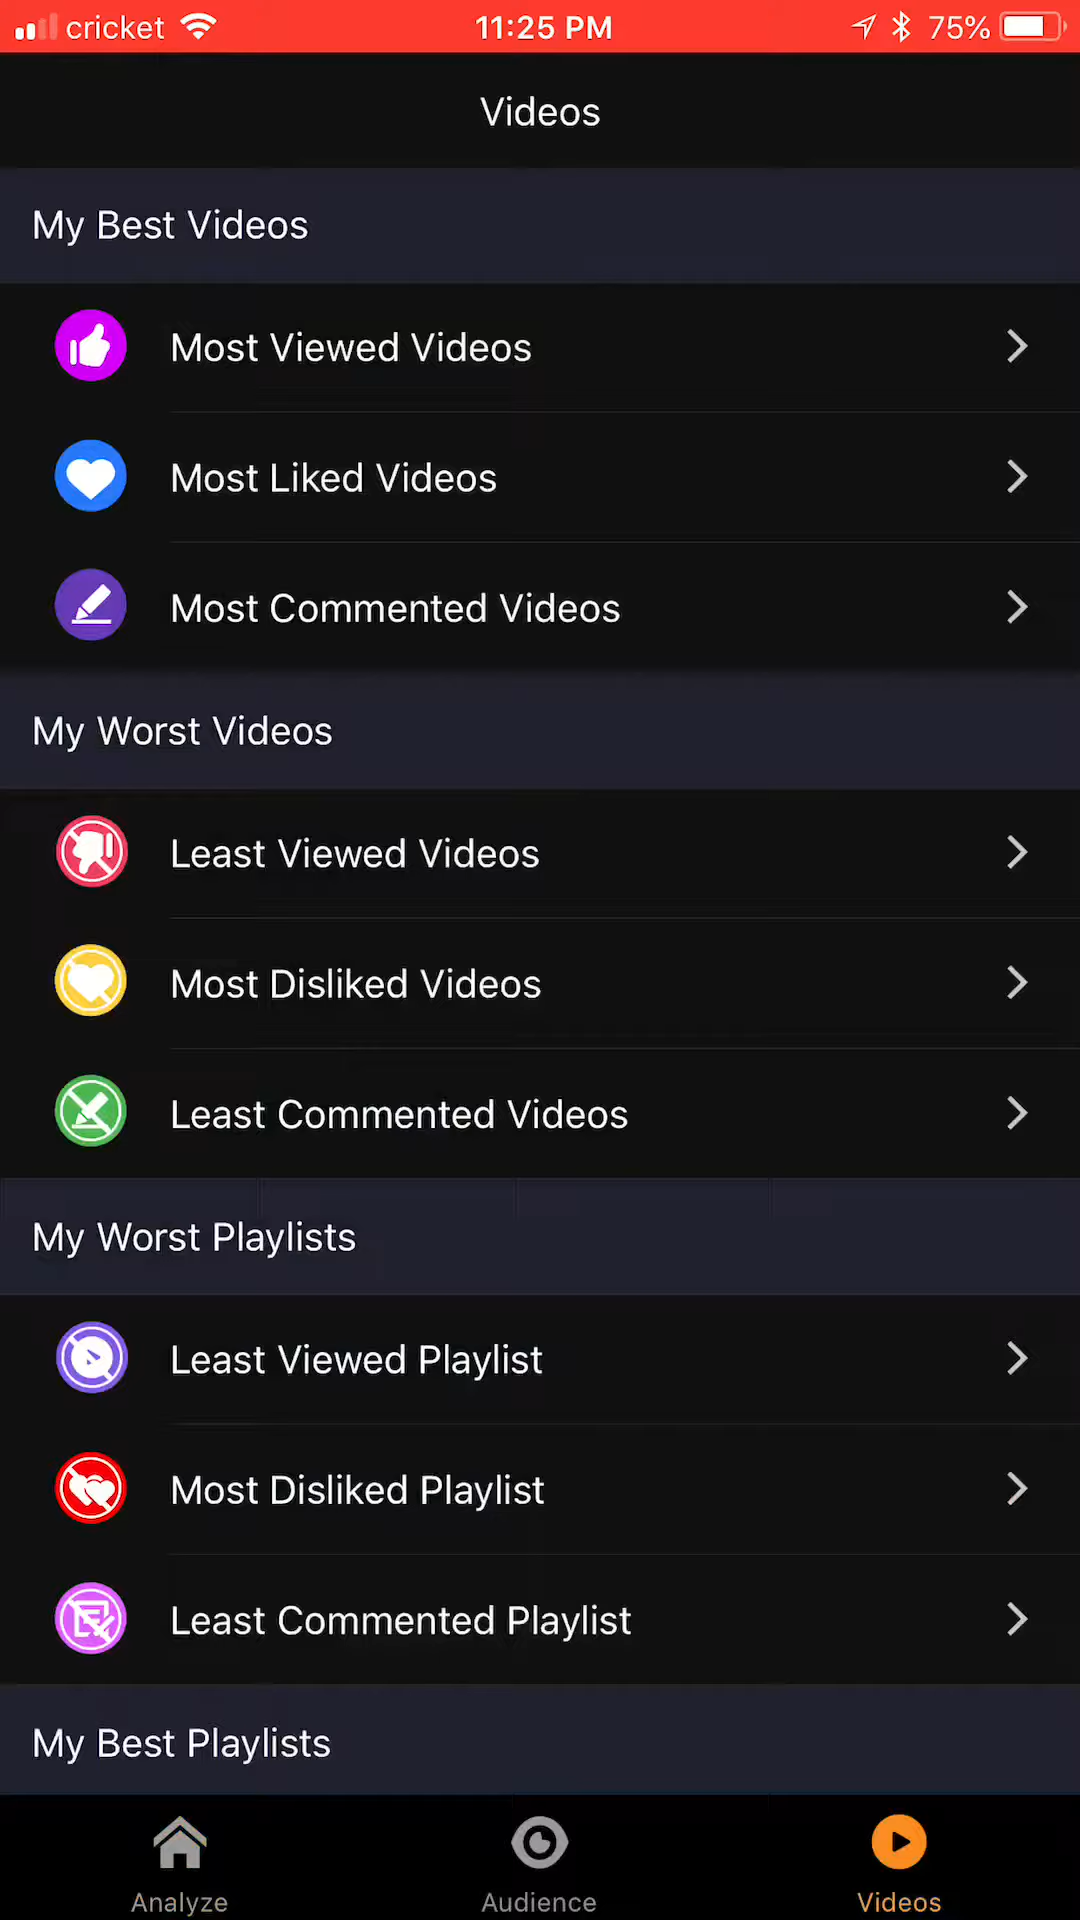 cricket 11:25 PM 75%
Videos
My Best Videos
Most Viewed Videos
Most Liked Videos
Most Commented Videos
My Worst Videos
Least Viewed Videos
Most Disliked Videos
Least Commented Videos
My Worst Playlists
Least Viewed Playlist
Most Disliked Playlist
Least Commented Playlist
My Best Playlists
Analyze Audience Videos